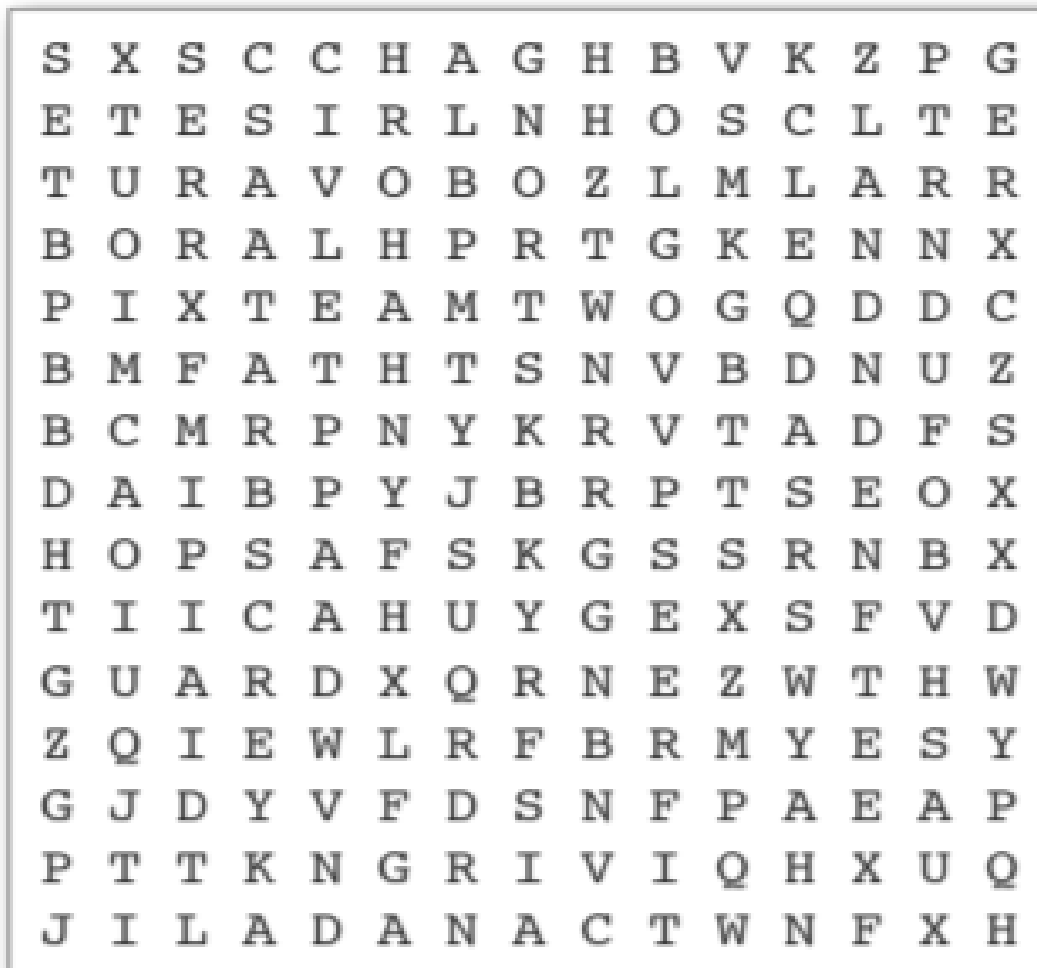 S X S C C H A G H B V K Z P G
E T E S I R L N H O S C L T E
T U R A V O B O Z L M L A R R
B O R A L H P R T G K E N N X
P I X T E A M T W O G Q D D C
B M F A T H T S N V B D N U Z
B C M R P N Y K R V T A D F S
D A I B P Y J B R P T S E O X
H O P S A F S K G S S R N B X
T I I C A H U Y G E X S F V D
G U A R D X Q R N E Z W T H W
Z Q I E W L R F B R M Y E S Y
G J D Y V F D S N F P A E A P
P T T K N G R I V I Q H X U Q
J I L A D A N A C T W N F X H